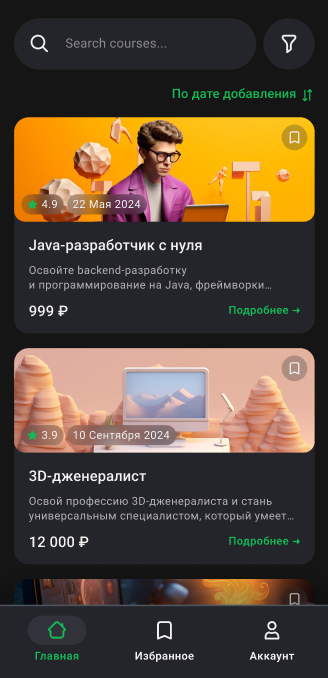 Search courses...
По дате добавления
4.9
22 Мая 2024
Java-разработчик с нуля
Освойте backend-разработку
и программирование на Java, фреймворки...
999 ₽
Подробнее
3.9
10 Сентября 2024
3D-дженералист
Освой профессию 3D-дженералиста и стань
универсальным специалистом, который умеет...
12 000 ₽
Подробнее
Главная
Избранное
Аккаунт